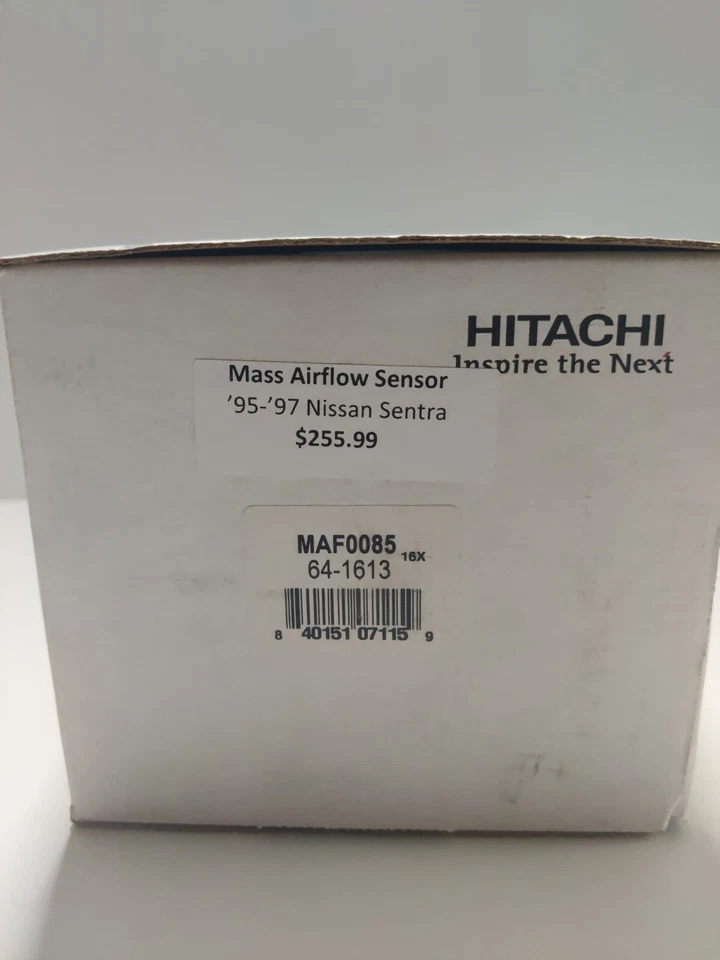 HITACHI
Inspire the Next
Mass Airflow Sensor
’95-’97 Nissan Sentra
$255.99
MAF0085 16X
64-1613
8 40151 07115 9